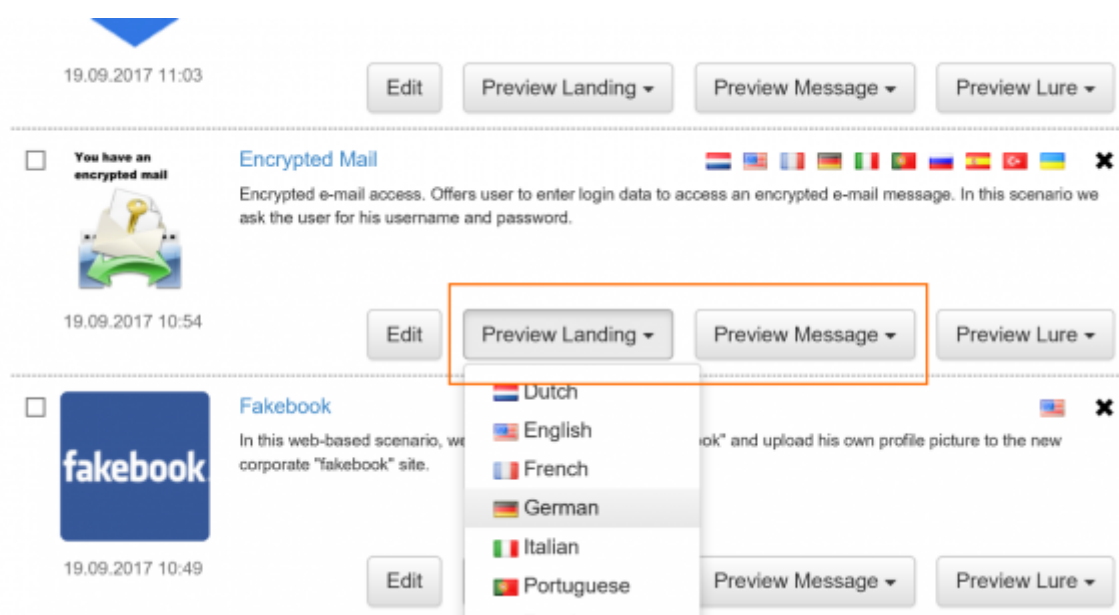 19.09.2017 11:03
Edit
Preview Landing
Preview Message
Preview Lure
You have an
encrypted mail
Encrypted Mail
Encrypted e-mail access. Offers user to enter login data to access an encrypted e-mail message. In this scenario we
ask the user for his username and password.
19.09.2017 10:54
Edit
Preview Landing
Preview Message
Preview Lure
Dutch
English
French
German
Italian
Portuguese
fakebook
Fakebook
In this web-based scenario, we
ok" and upload his own profile picture to the new
corporate "fakebook" site.
19.09.2017 10:49
Edit
Preview Message
Preview Lure